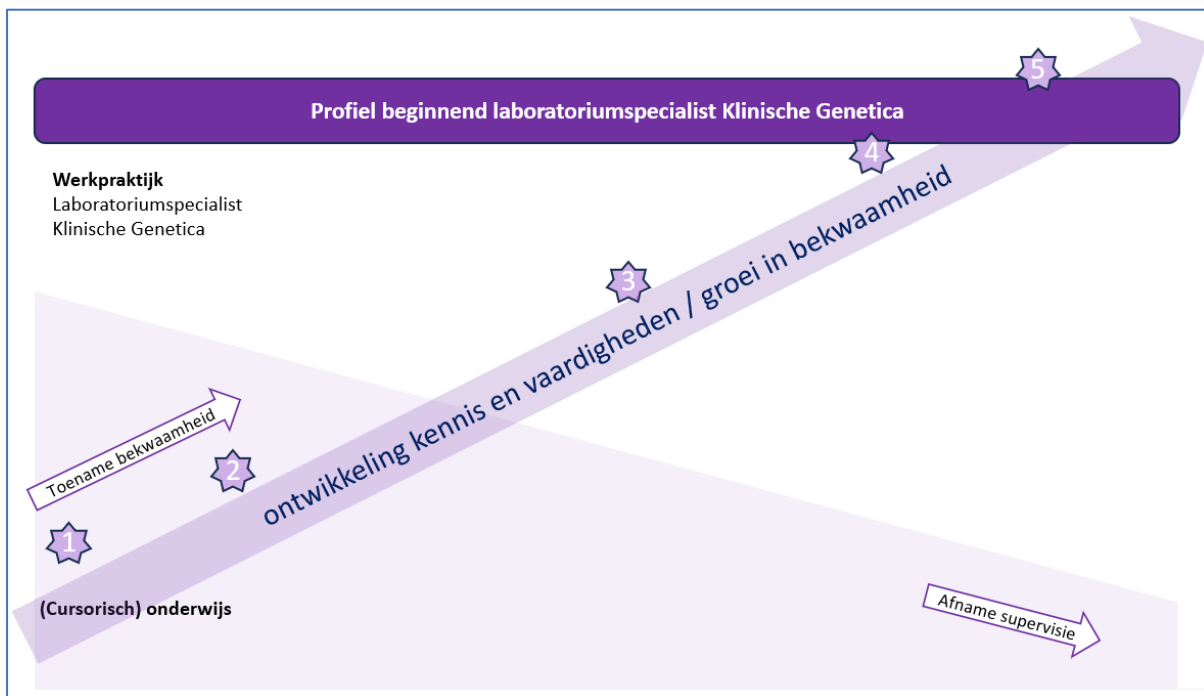 5
Profiel beginnend laboratoriumspecialist Klinische Genetica
4
Werkpraktijk
Laboratoriumspecialist
Klinische Genetica
3
ontwikkeling kennis en vaardigheden / groei in bekwaamheid
Toename bekwaamheid
2
1
(Cursorisch) onderwijs
Afname supervisie